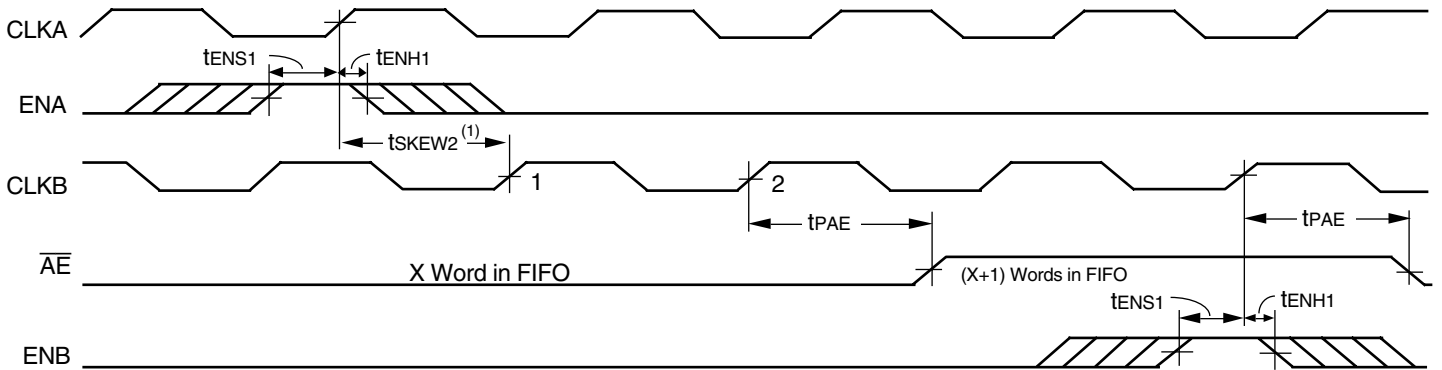 CLKA
tENS1 tENH1
ENA
tSKEW2 (1)
CLKB 1 2
tPAE tPAE
AE X Word in FIFO (X+1) Words in FIFO
tENS1 tENH1
ENB